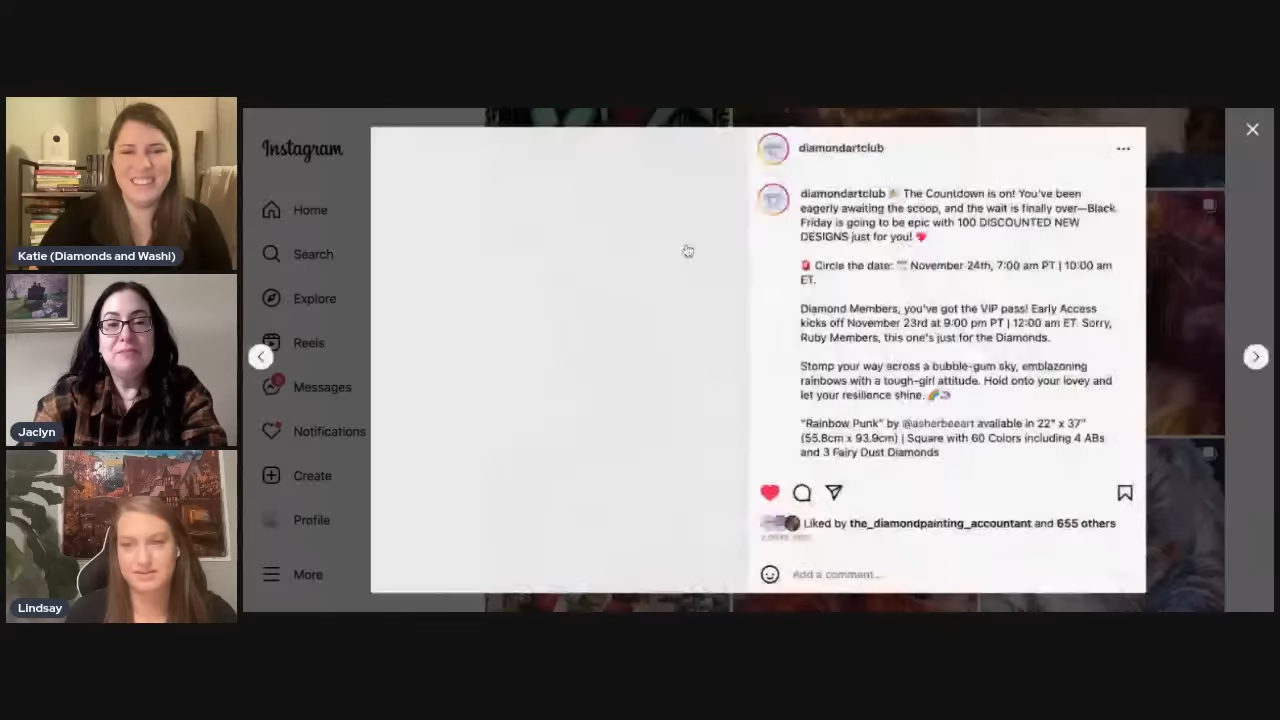 Katie (Diamonds and Washi)
Jaclyn
Lindsay
Instagram
Home
Search
Explore
Reels
Messages
Notifications
Create
Profile
More
diamondartclub
diamondartclub The Countdown is on! You've been
eagerly awaiting the scoop, and the wait is finally over—Black
Friday is going to be epic with 100 DISCOUNTED NEW
DESIGNS just for you!
Circle the date: November 24th, 7:00 am PT | 10:00 am
ET.
Diamond Members, you've got the VIP pass! Early Access
kicks off November 23rd at 9:00 pm PT | 12:00 am ET. Sorry,
Ruby Members, this one's just for the Diamonds.
Stomp your way across a bubble-gum sky, emblazoning
rainbows with a tough-girl attitude. Hold onto your lovey and
let your resilience shine.
"Rainbow Punk" by @asherbeeart available in 22" x 37"
(55.8cm x 93.9cm) | Square with 60 Colors including 4 ABs
and 3 Fairy Dust Diamonds
Liked by the_diamondpainting_accountant and 655 others
Add a comment...